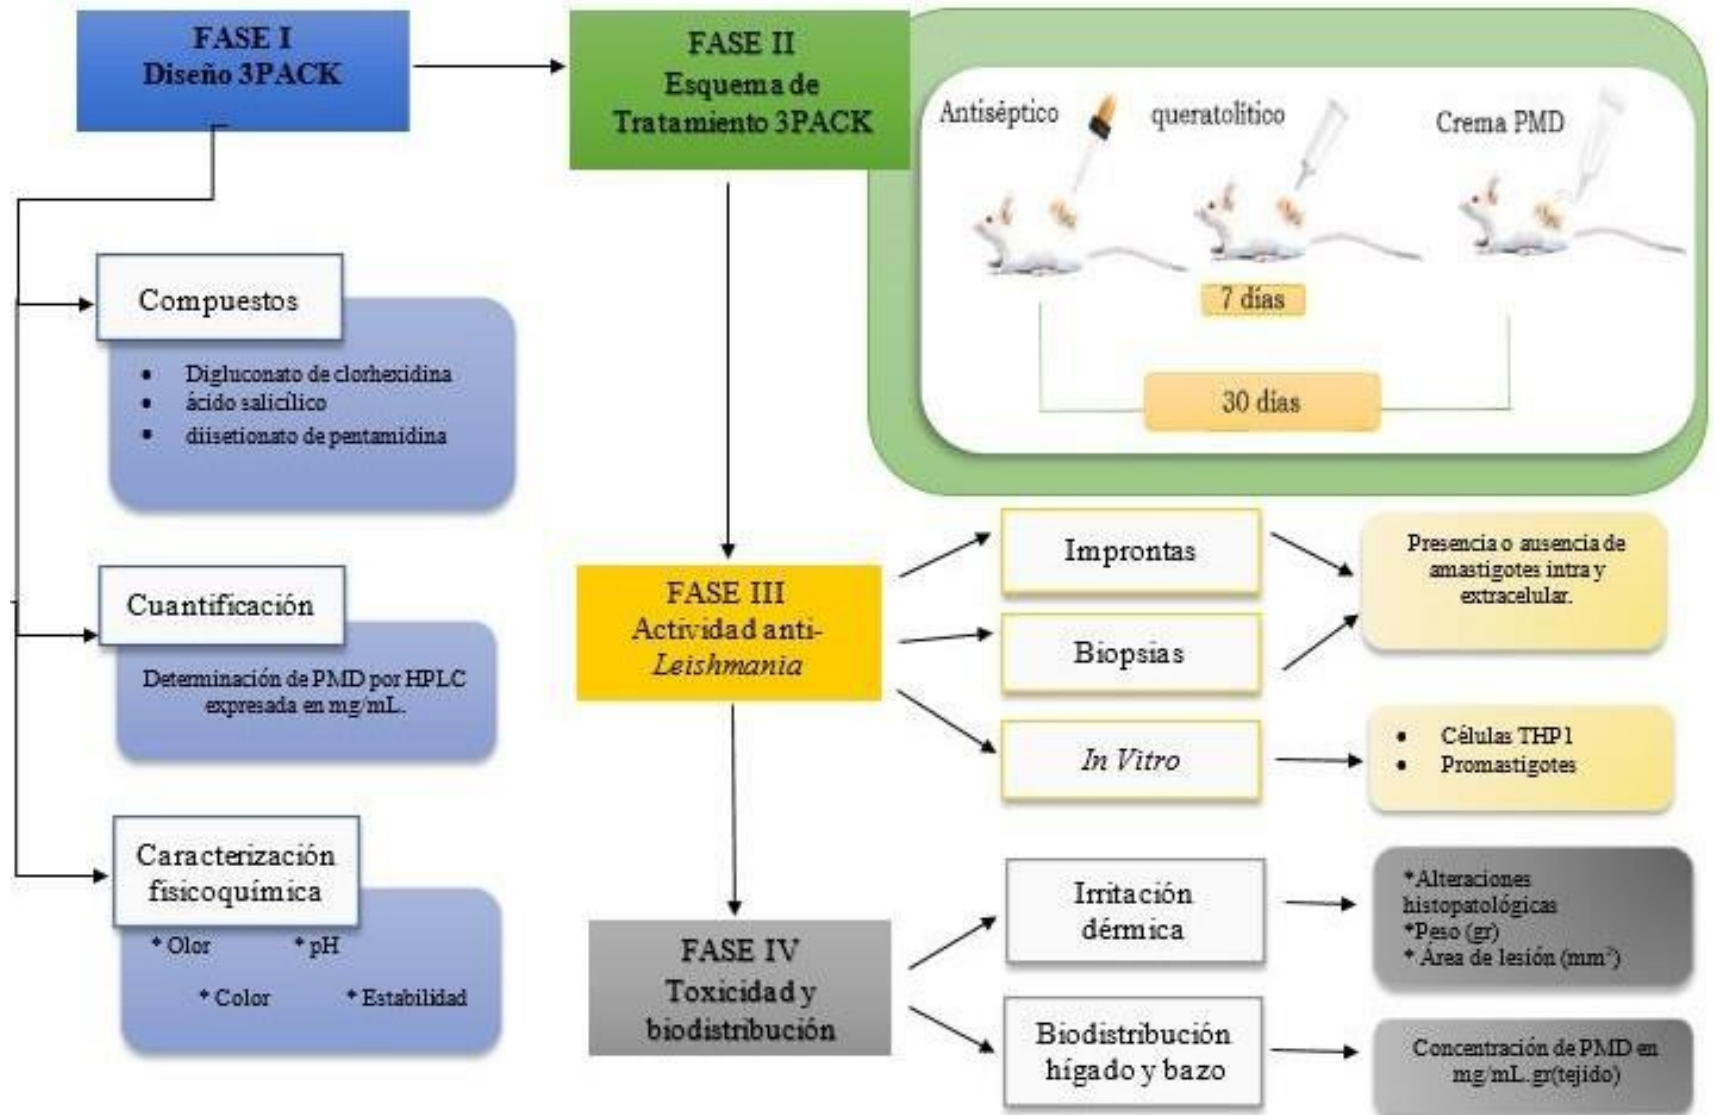 FASE I
Diseño 3PACK
FASE II
Esquema de
Tratamiento 3PACK
Antiséptico
queratolítico
Crema PMD
7 días
30 días
Compuestos
• Digluconato de clorhexidina
• ácido salicílico
• diisetionato de pentamidina
Cuantificación
Determinación de PMD por HPLC
expresada en mg/mL.
Caracterización
fisicoquímica
* Olor * pH
* Color * Estabilidad
FASE III
Actividad anti-
Leishmania
Improntas
Biopsias
In Vitro
Presencia o ausencia de
amastigotes intra y
extracelular.
• Células THP1
• Promastigotes
FASE IV
Toxicidad y
biodistribución
Irritación
dérmica
Biodistribución
hígado y bazo
*Alteraciones
histopatológicas
*Peso (gr)
* Área de lesión (mm²)
Concentración de PMD en
mg/mL.gr(tejido)